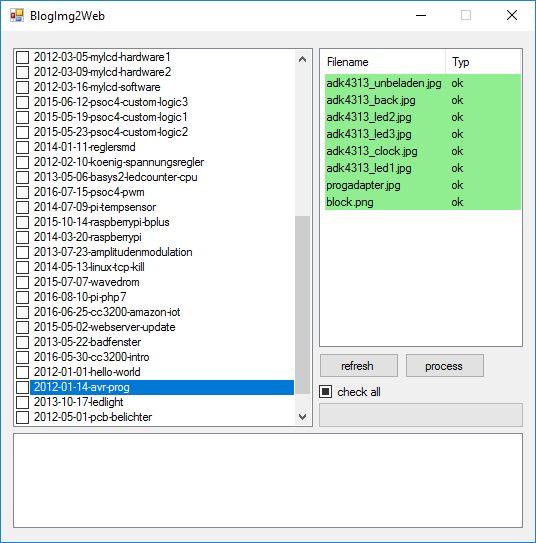 BlogImg2Web
2012-03-05-mylcd-hardware1
2012-03-09-mylcd-hardware2
2012-03-16-mylcd-software
2015-06-12-psoc4-custom-logic3
2015-05-19-psoc4-custom-logic1
2015-05-23-psoc4-custom-logic2
2014-01-11-reglersmd
2012-02-10-koenig-spannungsregler
2013-05-06-basys2-ledcounter-cpu
2016-07-15-psoc4-pwm
2014-07-09-pi-tempsensor
2015-10-14-raspberrypi-bplus
2014-03-20-raspberrypi
2013-07-23-amplitudenmodulation
2014-05-13-linux-tcp-kill
2015-07-07-wavedrom
2016-08-10-pi-php7
2016-06-25-cc3200-amazon-iot
2015-05-02-webserver-update
2013-05-22-badfenster
2016-05-30-cc3200-intro
2012-01-01-hello-world
2012-01-14-avr-prog
2013-10-17-ledlight
2012-05-01-pcb-belichter
Filename Typ
adk4313_unbeladen.jpg ok
adk4313_back.jpg ok
adk4313_led2.jpg ok
adk4313_led3.jpg ok
adk4313_clock.jpg ok
adk4313_led1.jpg ok
progadapter.jpg ok
block.png ok
refresh process
check all